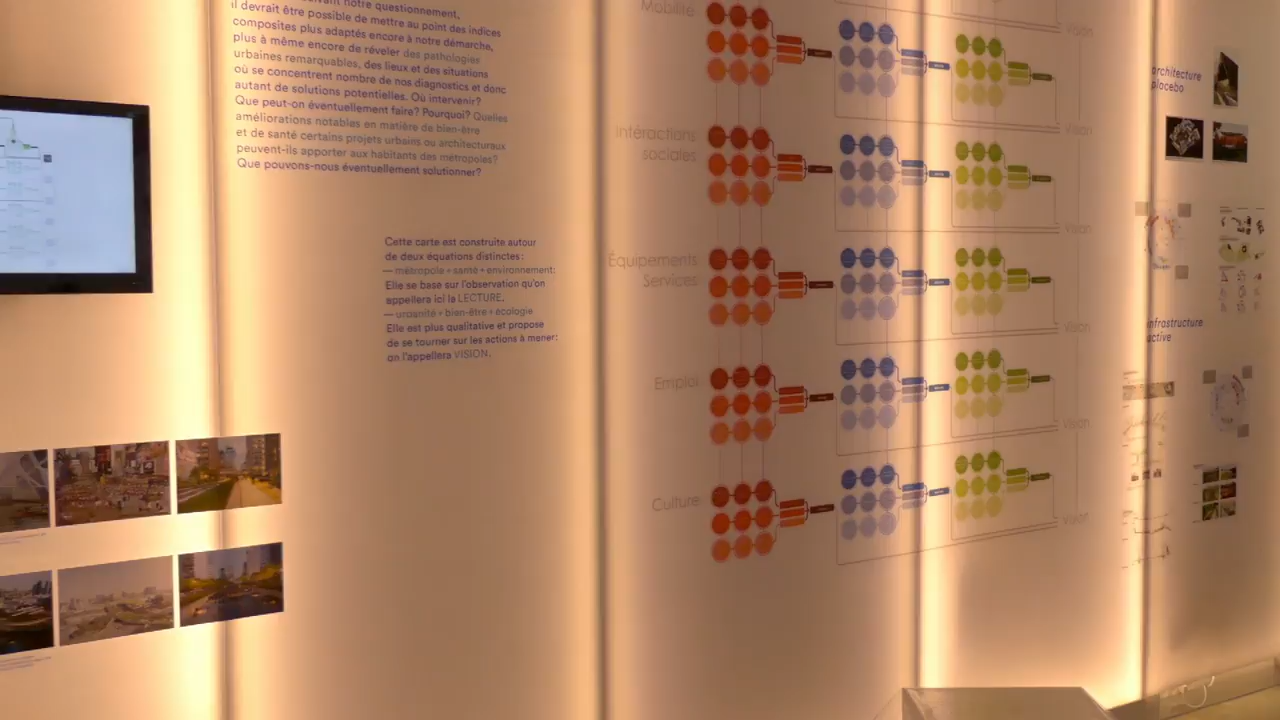 notre questionnement,
il devrait être possible de mettre au point des indices
composites plus adaptés encore à notre démarche,
plus à même encore de révéler des pathologies
urbaines remarquables, des lieux et des situations
où se concentrent nombre de nos diagnostics et donc
autant de solutions potentielles. Où intervenir?
Que peut-on éventuellement faire? Pourquoi? Quelles
améliorations notables en matière de bien-être
et de santé certains projets urbains ou architecturaux
peuvent-ils apporter aux habitants des métropoles?
Que pouvons-nous éventuellement solutionner?
Cette carte est construite autour
de deux équations distinctes:
— métropole + santé + environnement:
Elle se base sur l'observation qu'on
appellera ici la LECTURE.
— urbanité + bien-être + écologie
Elle est plus qualitative et propose
de se tourner sur les actions à mener:
on l'appellera VISION.
Mobilité
Vision
Intéractions
sociales
Vision
Équipements
Services
Vision
Emploi
Vision
Culture
Vision
Vision
architecture
placebo
infrastructure
active